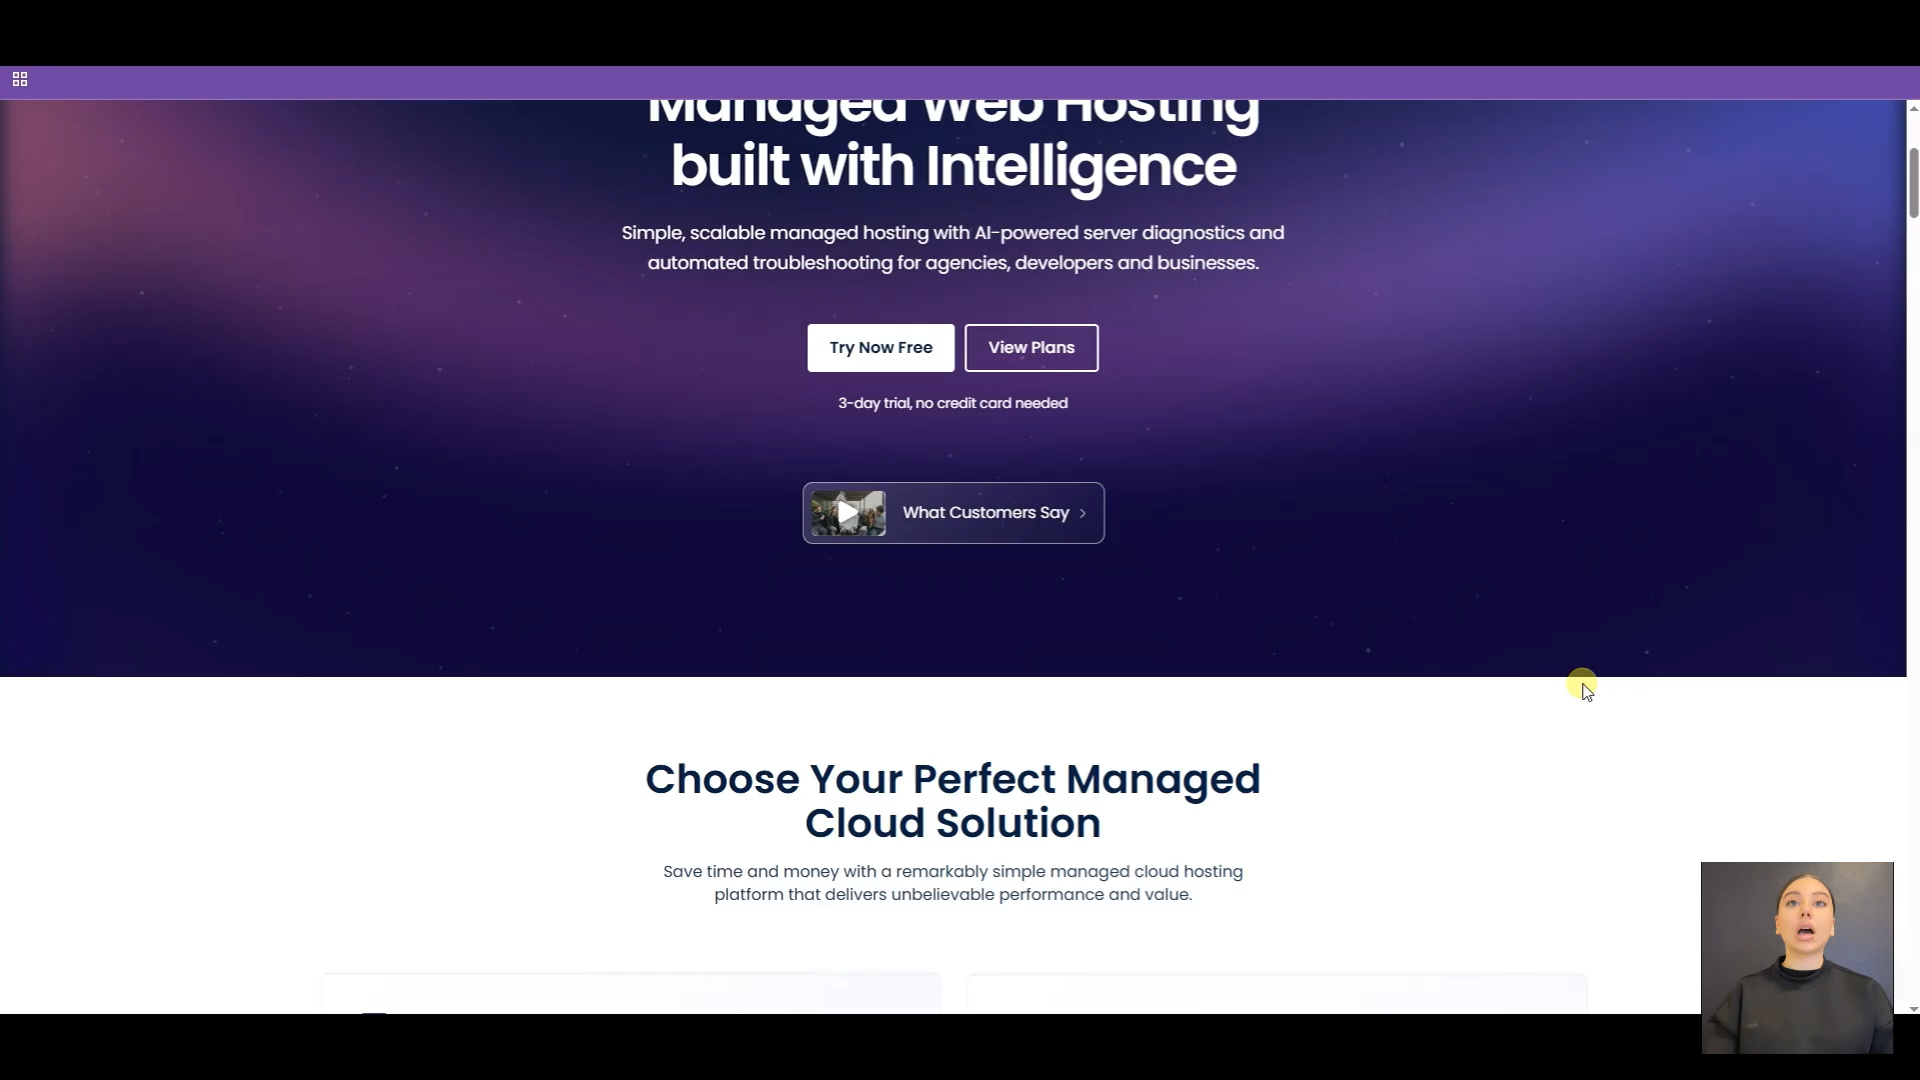 Managed Web Hosting
built with Intelligence
Simple, scalable managed hosting with AI-powered server diagnostics and
automated troubleshooting for agencies, developers and businesses.
Try Now Free
View Plans
3-day trial, no credit card needed
What Customers Say
Choose Your Perfect Managed
Cloud Solution
Save time and money with a remarkably simple managed cloud hosting
platform that delivers unbelievable performance and value.